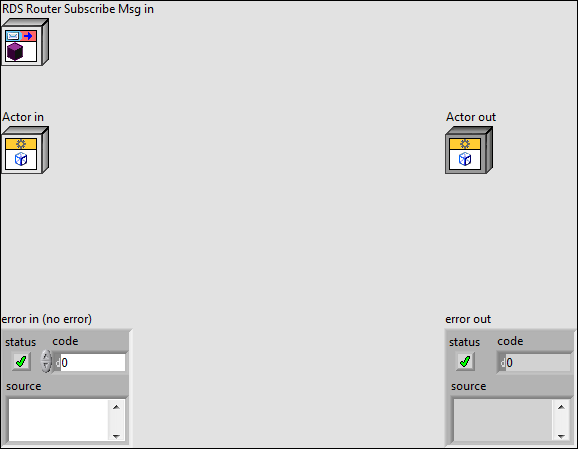 RDS Router Subscribe Msg in
Actor in
Actor out
error in (no error)
error out
status code
0
source
status code
0
source